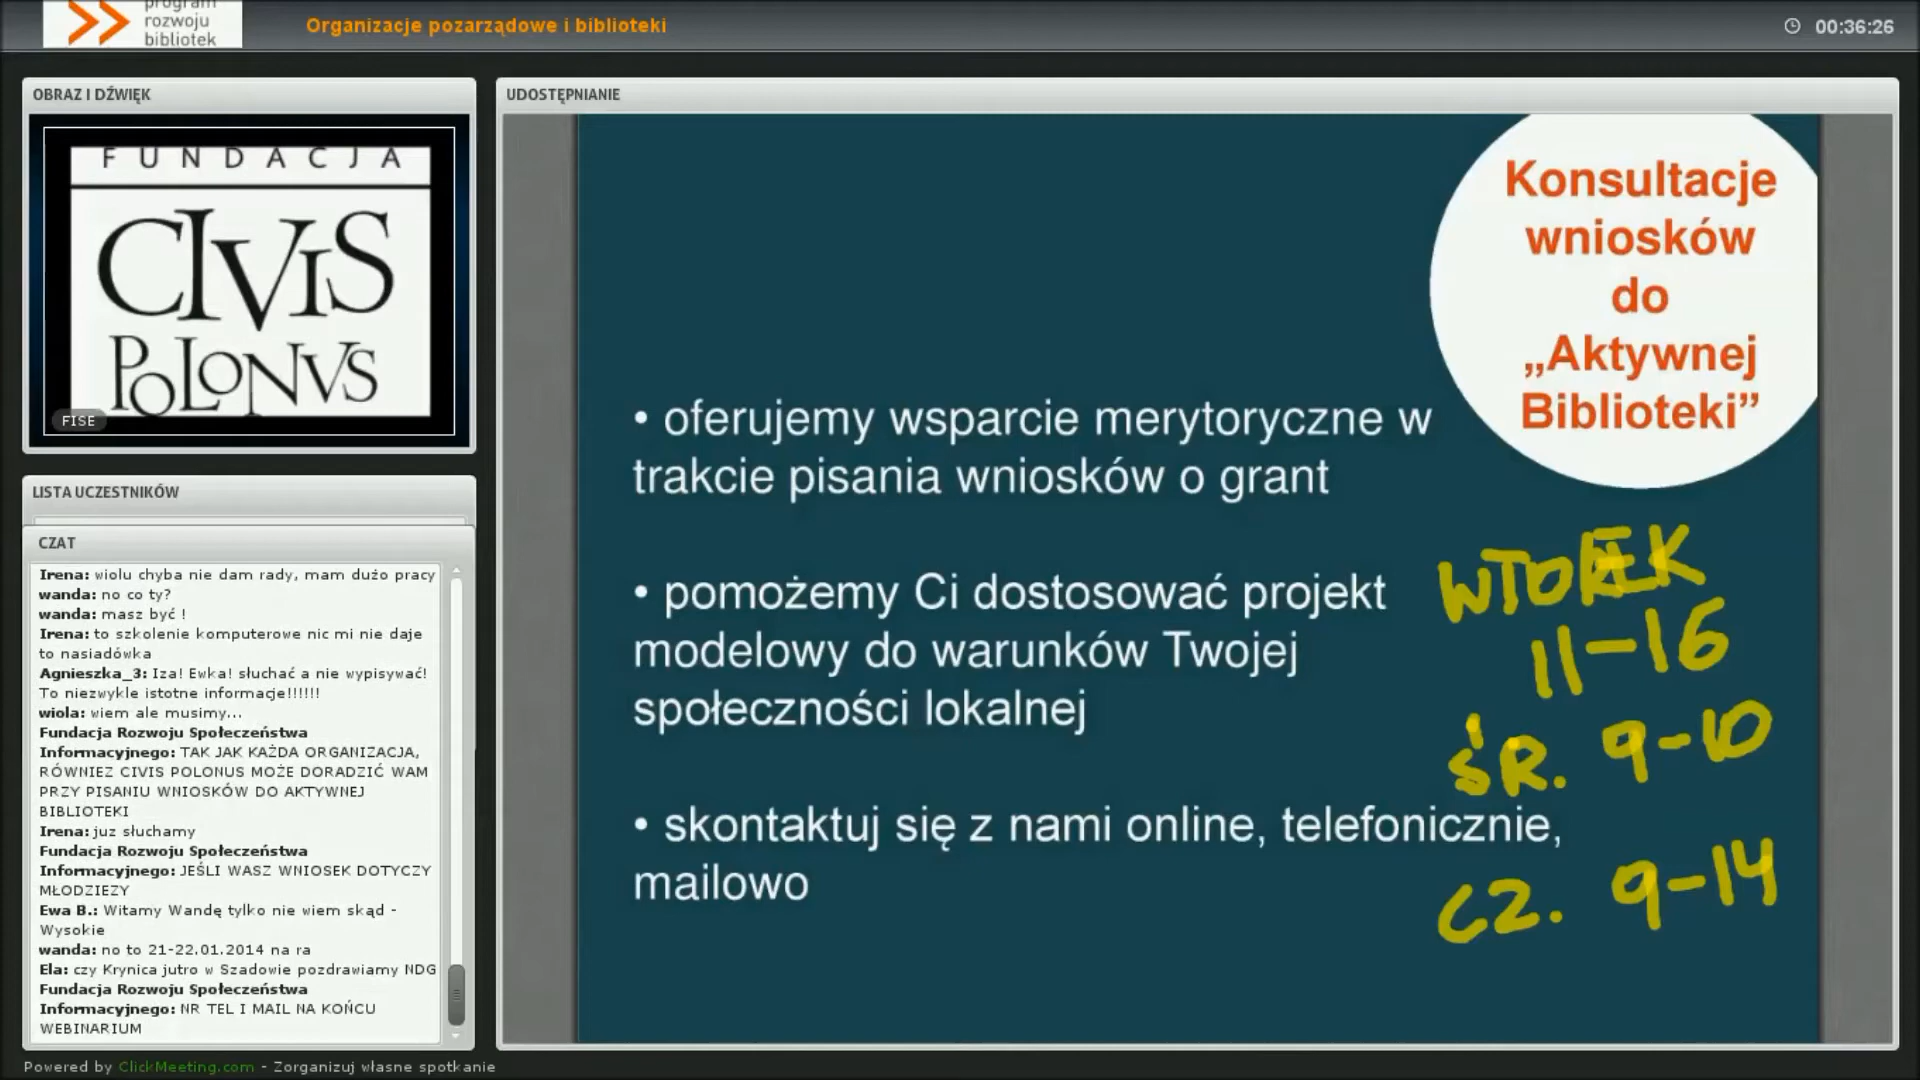 program
rozwoju
bibliotek
Organizacje pozarządowe i biblioteki
00:36:26
OBRAZ I DŹWIĘK
FUNDACJA
CIVIS
POLONVS
FISE
LISTA UCZESTNIKÓW
CZAT
Irena: wiolu chyba nie dam rady, mam dużo pracy
wanda: no co ty?
wanda: masz być !
Irena: to szkolenie komputerowe nic mi nie daje
to nasiadówka
Agnieszka_3: Iza! Ewka! słuchać a nie wypisywać!
To niezwykle istotne informacje!!!!!!
wiola: wiem ale musimy...
Fundacja Rozwoju Społeczeństwa
Informacyjnego: TAK JAK KAŻDA ORGANIZACJA,
RÓWNIEZ CIVIS POLONUS MOŻE DORADZIĆ WAM
PRZY PISANIU WNIOSKÓW DO AKTYWNEJ
BIBLIOTEKI
Irena: juz słuchamy
Fundacja Rozwoju Społeczeństwa
Informacyjnego: JEŚLI WASZ WNIOSEK DOTYCZY
MŁODZIEZY
Ewa B.: Witamy Wandę tylko nie wiem skąd -
Wysokie
wanda: no to 21-22.01.2014 na ra
Ela: czy Krynica jutro w Szadowie pozdrawiamy NDG
Fundacja Rozwoju Społeczeństwa
Informacyjnego: NR TEL I MAIL NA KOŃCU
WEBINARIUM
UDOSTĘPNIANIE
Konsultacje
wniosków
do
„Aktywnej
Biblioteki”
• oferujemy wsparcie merytoryczne w
trakcie pisania wniosków o grant
• pomożemy Ci dostosować projekt
modelowy do warunków Twojej
społeczności lokalnej
• skontaktuj się z nami online, telefonicznie,
mailowo
WTOREK
11-16
ŚR. 9-10
CZ. 9-14
Powered by ClickMeeting.com - Zorganizuj własne spotkanie